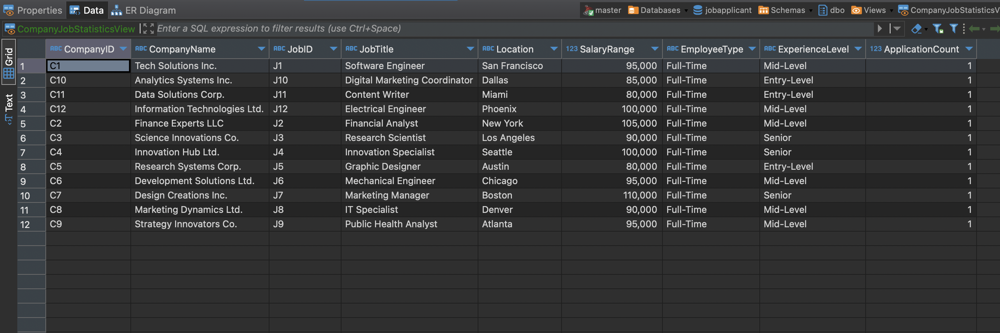 Properties Data ER Diagram master Databases jobapplicant Schemas dbo Views CompanyJobStatisticsV
CompanyJobStatisticsView Enter a SQL expression to filter results (use Ctrl+Space)
Grid
Text
ABC CompanyID ABC CompanyName ABC JobID ABC JobTitle ABC Location 123 SalaryRange ABC EmployeeType ABC ExperienceLevel 123 ApplicationCount
1 C1 Tech Solutions Inc. J1 Software Engineer San Francisco 95,000 Full-Time Mid-Level 1
2 C10 Analytics Systems Inc. J10 Digital Marketing Coordinator Dallas 85,000 Full-Time Entry-Level 1
3 C11 Data Solutions Corp. J11 Content Writer Miami 80,000 Full-Time Entry-Level 1
4 C12 Information Technologies Ltd. J12 Electrical Engineer Phoenix 100,000 Full-Time Mid-Level 1
5 C2 Finance Experts LLC J2 Financial Analyst New York 105,000 Full-Time Mid-Level 1
6 C3 Science Innovations Co. J3 Research Scientist Los Angeles 90,000 Full-Time Senior 1
7 C4 Innovation Hub Ltd. J4 Innovation Specialist Seattle 100,000 Full-Time Senior 1
8 C5 Research Systems Corp. J5 Graphic Designer Austin 80,000 Full-Time Entry-Level 1
9 C6 Development Solutions Ltd. J6 Mechanical Engineer Chicago 95,000 Full-Time Mid-Level 1
10 C7 Design Creations Inc. J7 Marketing Manager Boston 110,000 Full-Time Senior 1
11 C8 Marketing Dynamics Ltd. J8 IT Specialist Denver 90,000 Full-Time Mid-Level 1
12 C9 Strategy Innovators Co. J9 Public Health Analyst Atlanta 95,000 Full-Time Mid-Level 1